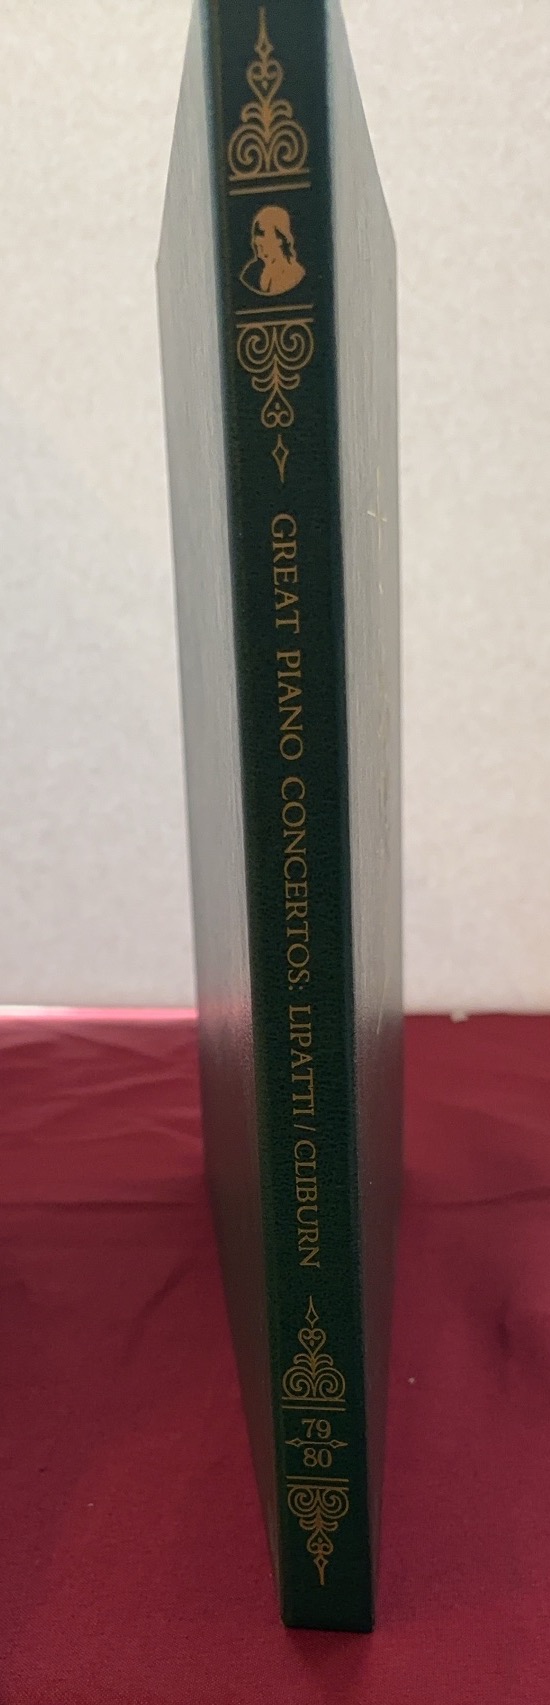 GREAT PIANO CONCERTOS: LIPATTI / CLIBURN
79
80